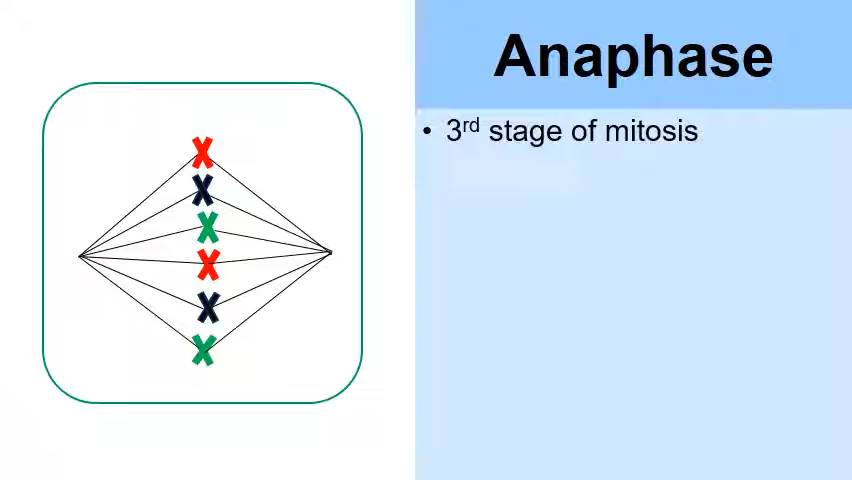 Anaphase
• 3rd stage of mitosis